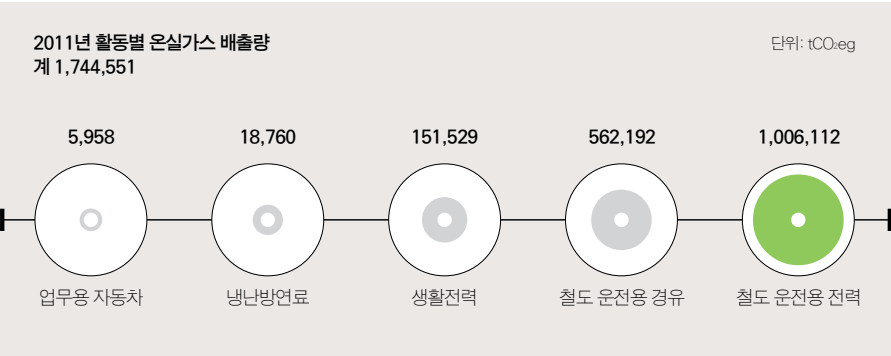 2011년 활동별 온실가스 배출량
계 1,744,551
단위: tCO₂eg
5,958
18,760
151,529
562,192
1,006,112
업무용 자동차
냉난방연료
생활전력
철도 운전용 경유
철도 운전용 전력